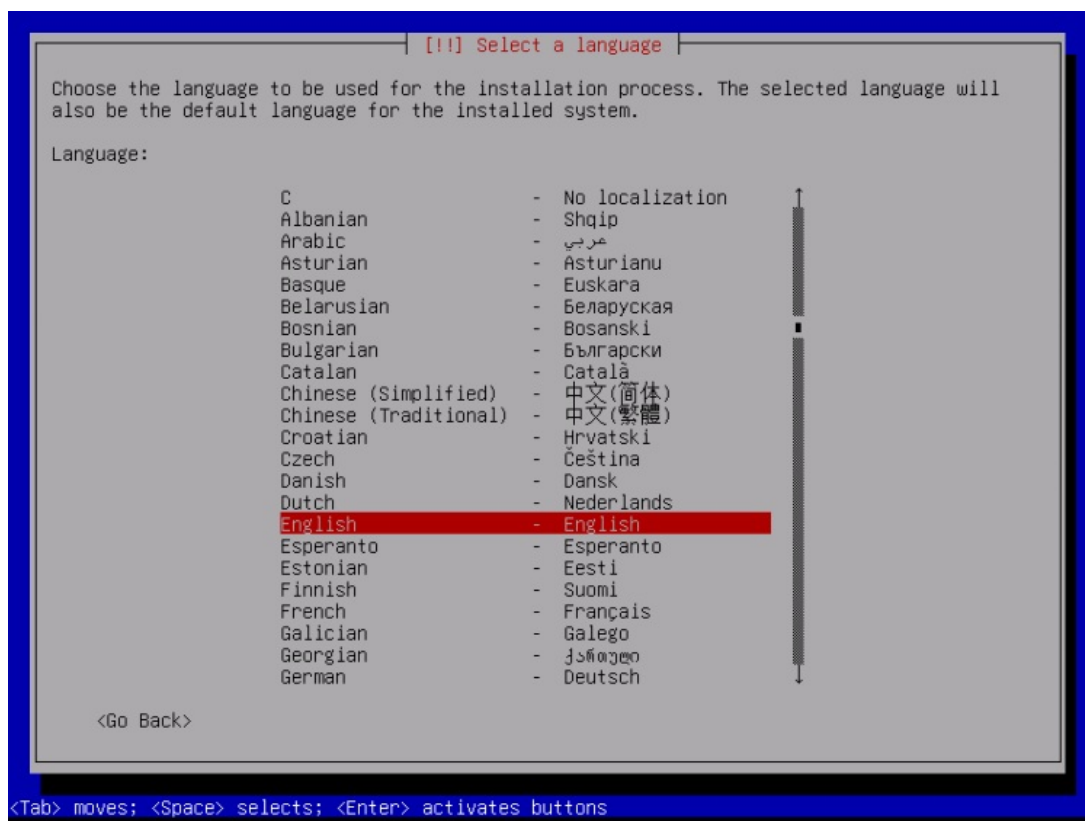 [!!] Select a language
Choose the language to be used for the installation process. The selected language will
also be the default language for the installed system.
Language:
C - No localization
Albanian - Shqip
Arabic - عربي
Asturian - Asturianu
Basque - Euskara
Belarusian - Беларуская
Bosnian - Bosanski
Bulgarian - Български
Catalan - Català
Chinese (Simplified) - 中文(简体)
Chinese (Traditional) - 中文(繁體)
Croatian - Hrvatski
Czech - Čeština
Danish - Dansk
Dutch - Nederlands
English - English
Esperanto - Esperanto
Estonian - Eesti
Finnish - Suomi
French - Français
Galician - Galego
Georgian - ქართული
German - Deutsch
<Go Back>
<Tab> moves; <Space> selects; <Enter> activates buttons